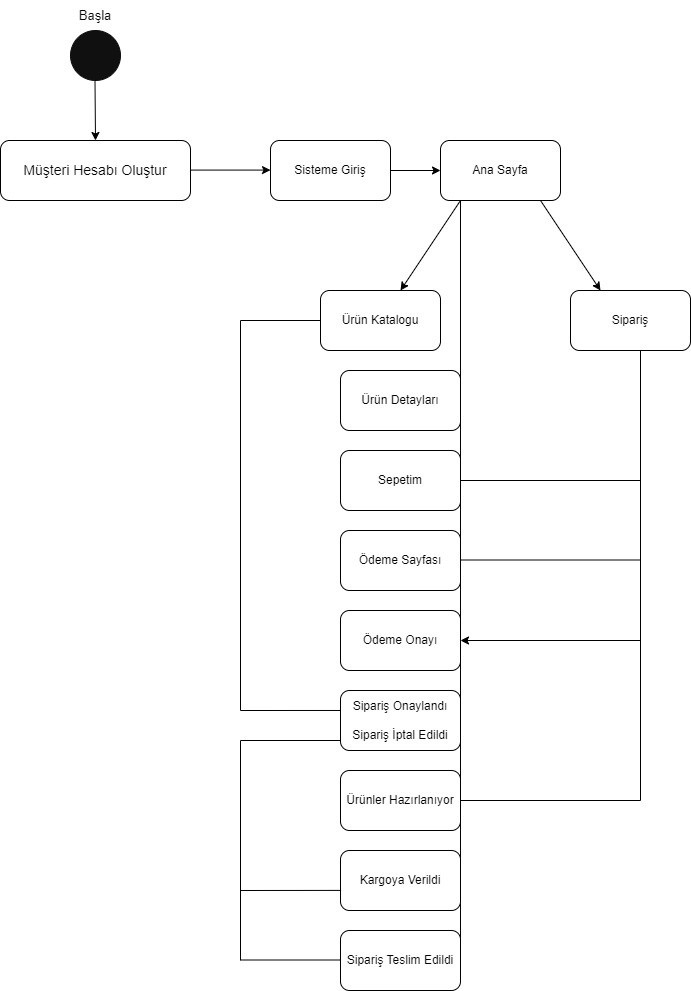 Başla
Müşteri Hesabı Oluştur
Sisteme Giriş
Ana Sayfa
Ürün Katalogu
Sipariş
Ürün Detayları
Sepetim
Ödeme Sayfası
Ödeme Onayı
Sipariş Onaylandı
Sipariş İptal Edildi
Ürünler Hazırlanıyor
Kargoya Verildi
Sipariş Teslim Edildi